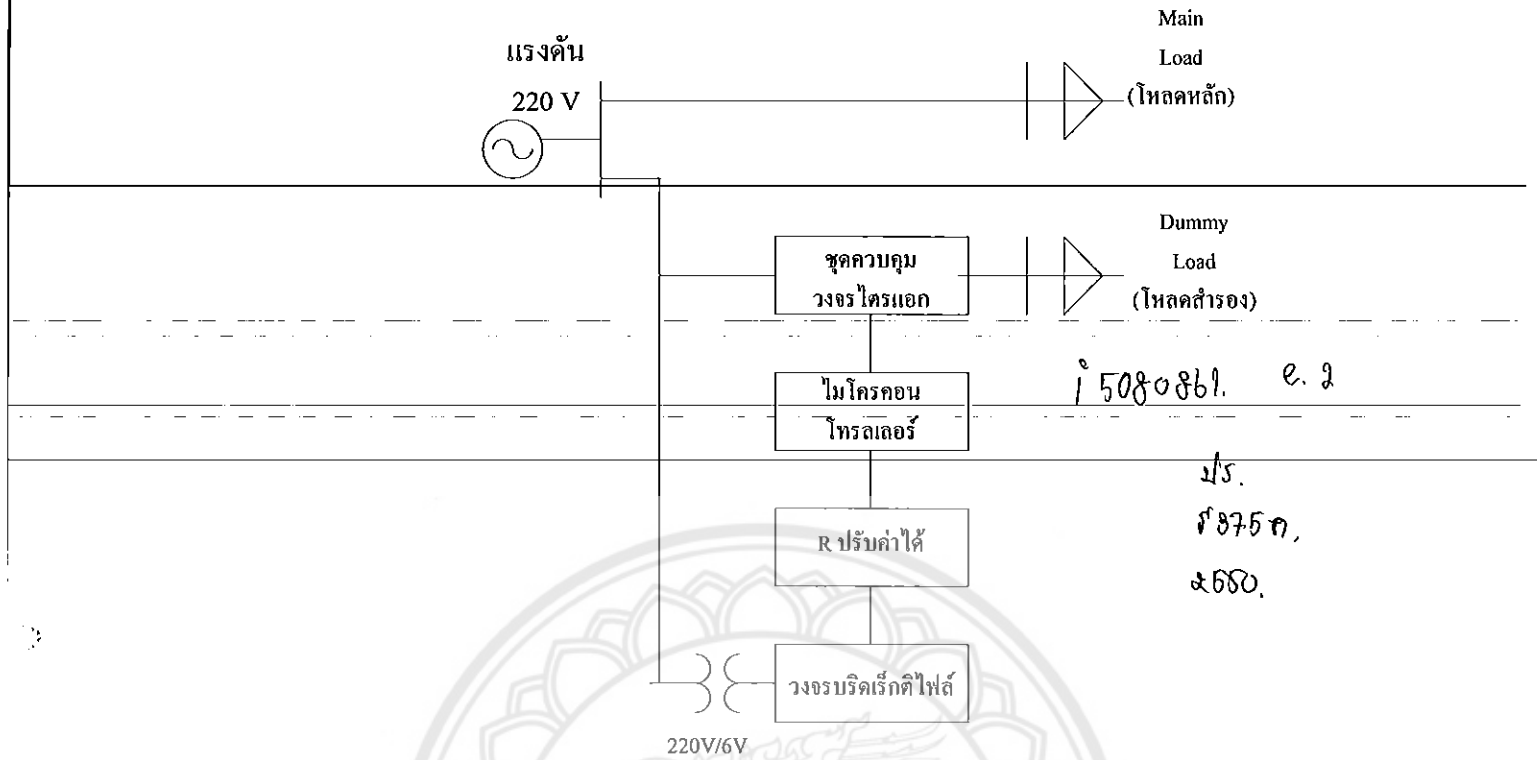 แรงดัน
220 V
Main
Load
(โหลดหลัก)
ชุดควบคุม
วงจรไตรแอก
Dummy
Load
(โหลดสำรอง)
ไมโครคอน
โทรลเลอร์
i 5080861. e. 2
ปร.
R ปรับค่าได้
วงจรบริดเร็กติไฟล์
220V/6V